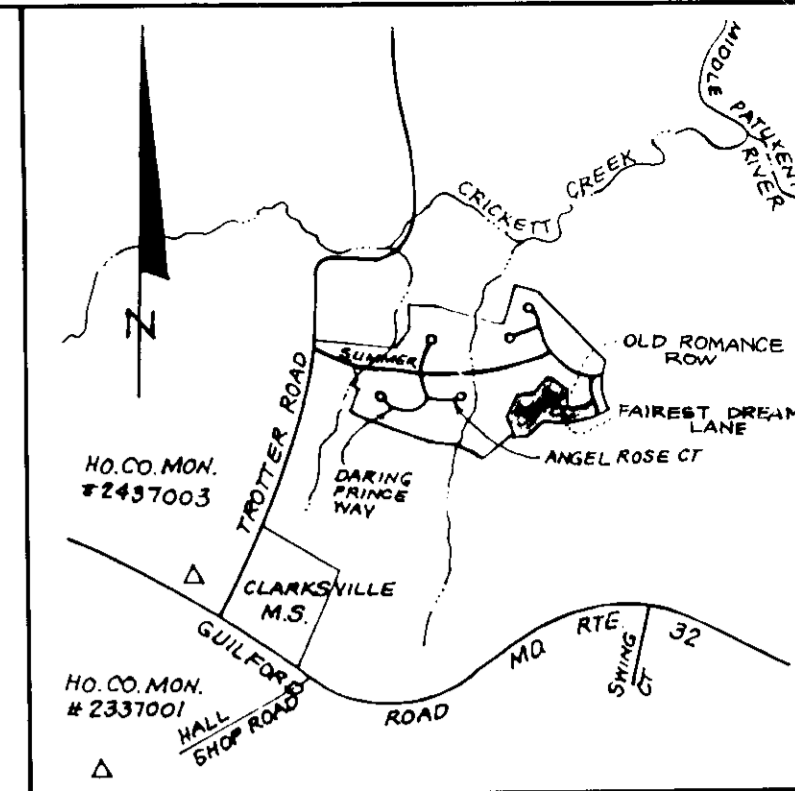 MIDDLE PATUXENT
RIVER
CRICKETT CREEK
N
SUMMER
OLD ROMANCE
ROW
FAIREST DREAM
LANE
ANGEL ROSE CT
DARING
PRINCE
WAY
TROTTER ROAD
HO.CO.MON.
#2437003
CLARKSVILLE
M.S.
GUILFORD ROAD
MD. RTE. 32
SWING
CT
HO.CO.MON.
#2337001
HALL
SHOP ROAD